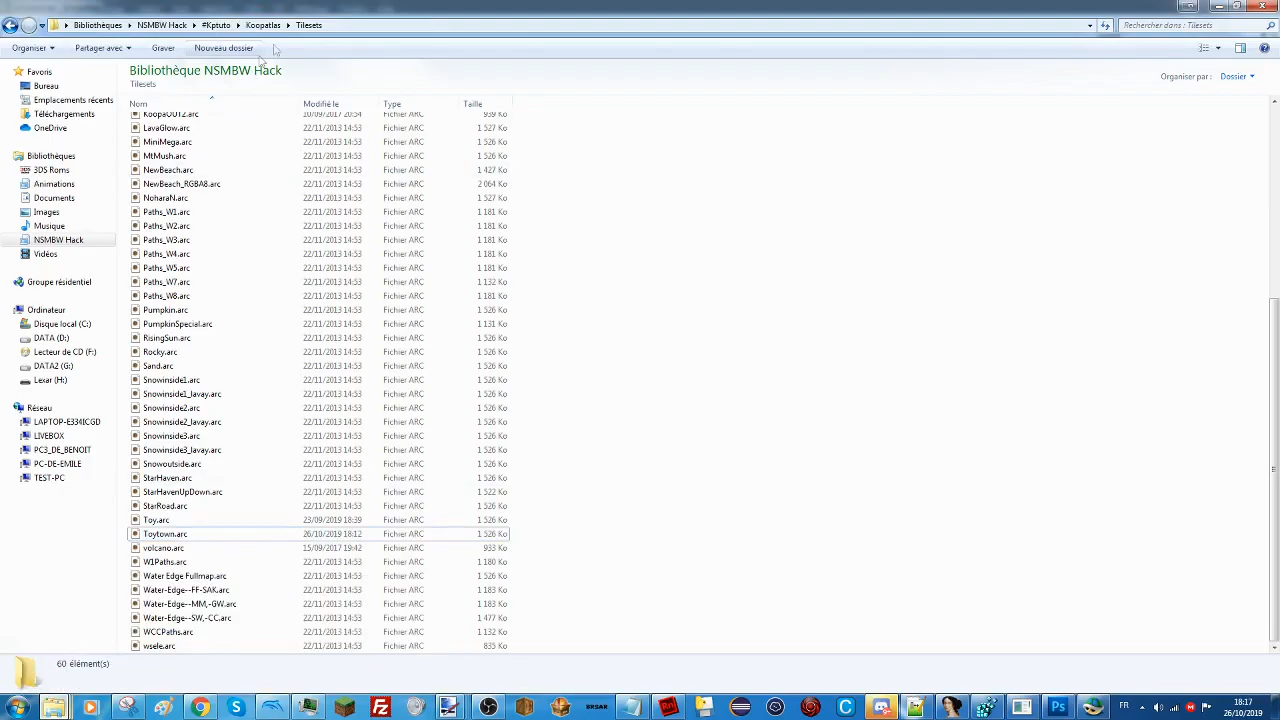 Bibliothèques ▸ NSMBW Hack ▸ #Kptuto ▸ Koopatlas ▸ Tilesets
Rechercher dans : Tilesets
Organiser Partager avec Graver Nouveau dossier
Bibliothèque NSMBW Hack
Tilesets
Organiser par : Dossier
Favoris
Bureau
Emplacements récents
Téléchargements
OneDrive
Bibliothèques
3DS Roms
Animations
Documents
Images
Musique
NSMBW Hack
Vidéos
Groupe résidentiel
Ordinateur
Disque local (C:)
DATA (D:)
Lecteur de CD (F:)
DATA2 (G:)
Lexar (H:)
Réseau
LAPTOP-E334ICGD
LIVEBOX
PC3_DE_BENOIT
PC-DE-EMILE
TEST-PC
Nom Modifié le Type Taille
KoopaOUT2.arc 10/09/2017 20:54 Fichier ARC 939 Ko
LavaGlow.arc 22/11/2013 14:53 Fichier ARC 1 527 Ko
MiniMega.arc 22/11/2013 14:53 Fichier ARC 1 526 Ko
MtMush.arc 22/11/2013 14:53 Fichier ARC 1 526 Ko
NewBeach.arc 22/11/2013 14:53 Fichier ARC 1 427 Ko
NewBeach_RGBA8.arc 22/11/2013 14:53 Fichier ARC 2 064 Ko
NoharaN.arc 22/11/2013 14:53 Fichier ARC 1 527 Ko
Paths_W1.arc 22/11/2013 14:53 Fichier ARC 1 181 Ko
Paths_W2.arc 22/11/2013 14:53 Fichier ARC 1 181 Ko
Paths_W3.arc 22/11/2013 14:53 Fichier ARC 1 181 Ko
Paths_W4.arc 22/11/2013 14:53 Fichier ARC 1 181 Ko
Paths_W5.arc 22/11/2013 14:53 Fichier ARC 1 181 Ko
Paths_W7.arc 22/11/2013 14:53 Fichier ARC 1 132 Ko
Paths_W8.arc 22/11/2013 14:53 Fichier ARC 1 181 Ko
Pumpkin.arc 22/11/2013 14:53 Fichier ARC 1 526 Ko
PumpkinSpecial.arc 22/11/2013 14:53 Fichier ARC 1 131 Ko
RisingSun.arc 22/11/2013 14:53 Fichier ARC 1 526 Ko
Rocky.arc 22/11/2013 14:53 Fichier ARC 1 526 Ko
Sand.arc 22/11/2013 14:53 Fichier ARC 1 526 Ko
Snowinside1.arc 22/11/2013 14:53 Fichier ARC 1 526 Ko
Snowinside1_lavay.arc 22/11/2013 14:53 Fichier ARC 1 526 Ko
Snowinside2.arc 22/11/2013 14:53 Fichier ARC 1 526 Ko
Snowinside2_lavay.arc 22/11/2013 14:53 Fichier ARC 1 526 Ko
Snowinside3.arc 22/11/2013 14:53 Fichier ARC 1 526 Ko
Snowinside3_lavay.arc 22/11/2013 14:53 Fichier ARC 1 526 Ko
Snowoutside.arc 22/11/2013 14:53 Fichier ARC 1 526 Ko
StarHaven.arc 22/11/2013 14:53 Fichier ARC 1 526 Ko
StarHavenUpDown.arc 22/11/2013 14:53 Fichier ARC 1 522 Ko
StarRoad.arc 22/11/2013 14:53 Fichier ARC 1 526 Ko
Toy.arc 23/09/2019 18:39 Fichier ARC 1 526 Ko
Toytown.arc 26/10/2019 18:12 Fichier ARC 1 526 Ko
volcano.arc 15/09/2017 19:42 Fichier ARC 933 Ko
W1Paths.arc 22/11/2013 14:53 Fichier ARC 1 180 Ko
Water Edge Fullmap.arc 22/11/2013 14:53 Fichier ARC 1 526 Ko
Water-Edge--FF-SAK.arc 22/11/2013 14:53 Fichier ARC 1 183 Ko
Water-Edge--MM,-GW.arc 22/11/2013 14:53 Fichier ARC 1 183 Ko
Water-Edge--SW,-CC.arc 22/11/2013 14:53 Fichier ARC 1 477 Ko
WCCPaths.arc 22/11/2013 14:53 Fichier ARC 1 132 Ko
wsele.arc 22/11/2013 14:53 Fichier ARC 835 Ko
60 élément(s)
BRSAR
FR
18:17
26/10/2019